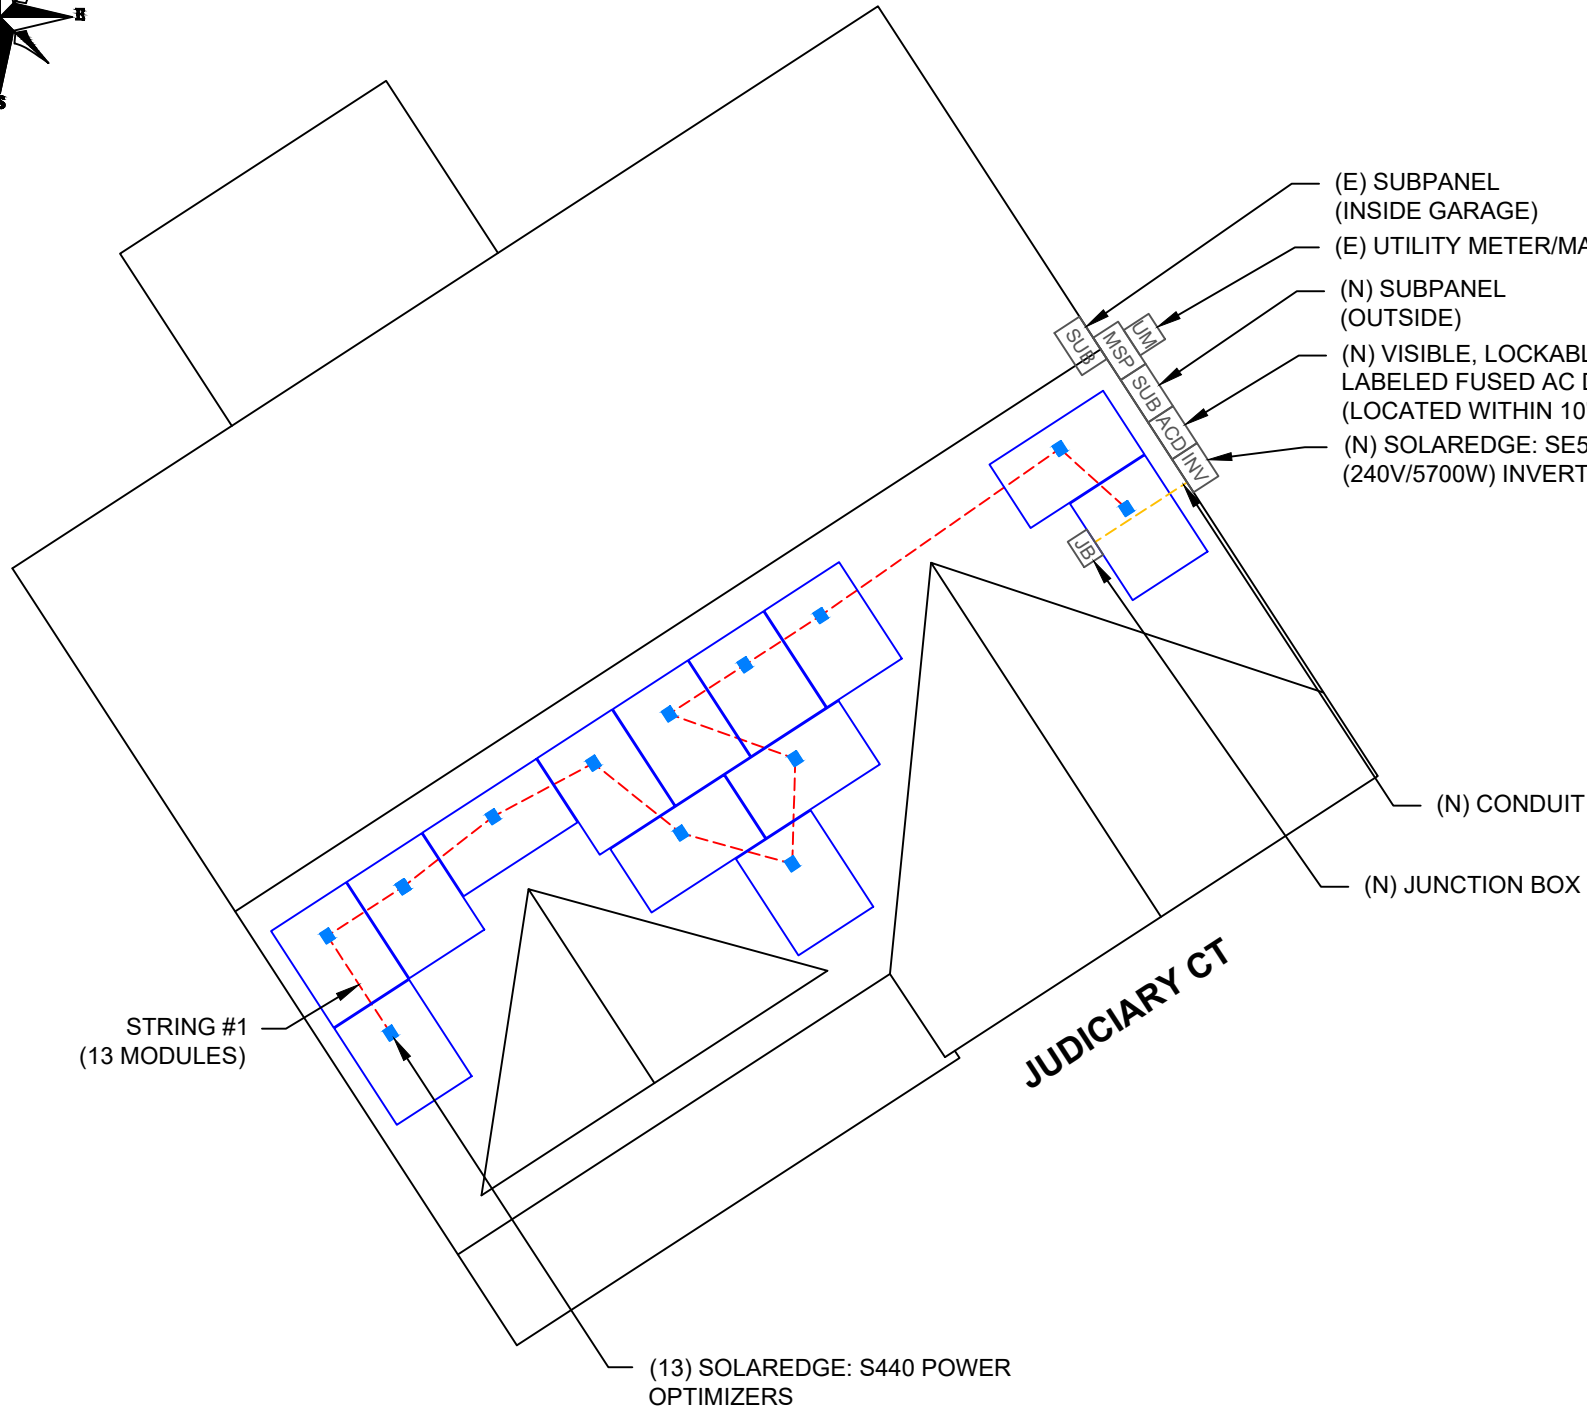 E
S
(E) SUBPANEL
(INSIDE GARAGE)
(E) UTILITY METER/MA
(N) SUBPANEL
(OUTSIDE)
(N) VISIBLE, LOCKABL
LABELED FUSED AC D
(LOCATED WITHIN 10'
(N) SOLAREDGE: SE5
(240V/5700W) INVERT
SUB
MSP
UM
SUB
ACD
INV
JB
(N) CONDUIT
(N) JUNCTION BOX
JUDICIARY CT
STRING #1
(13 MODULES)
(13) SOLAREDGE: S440 POWER
OPTIMIZERS